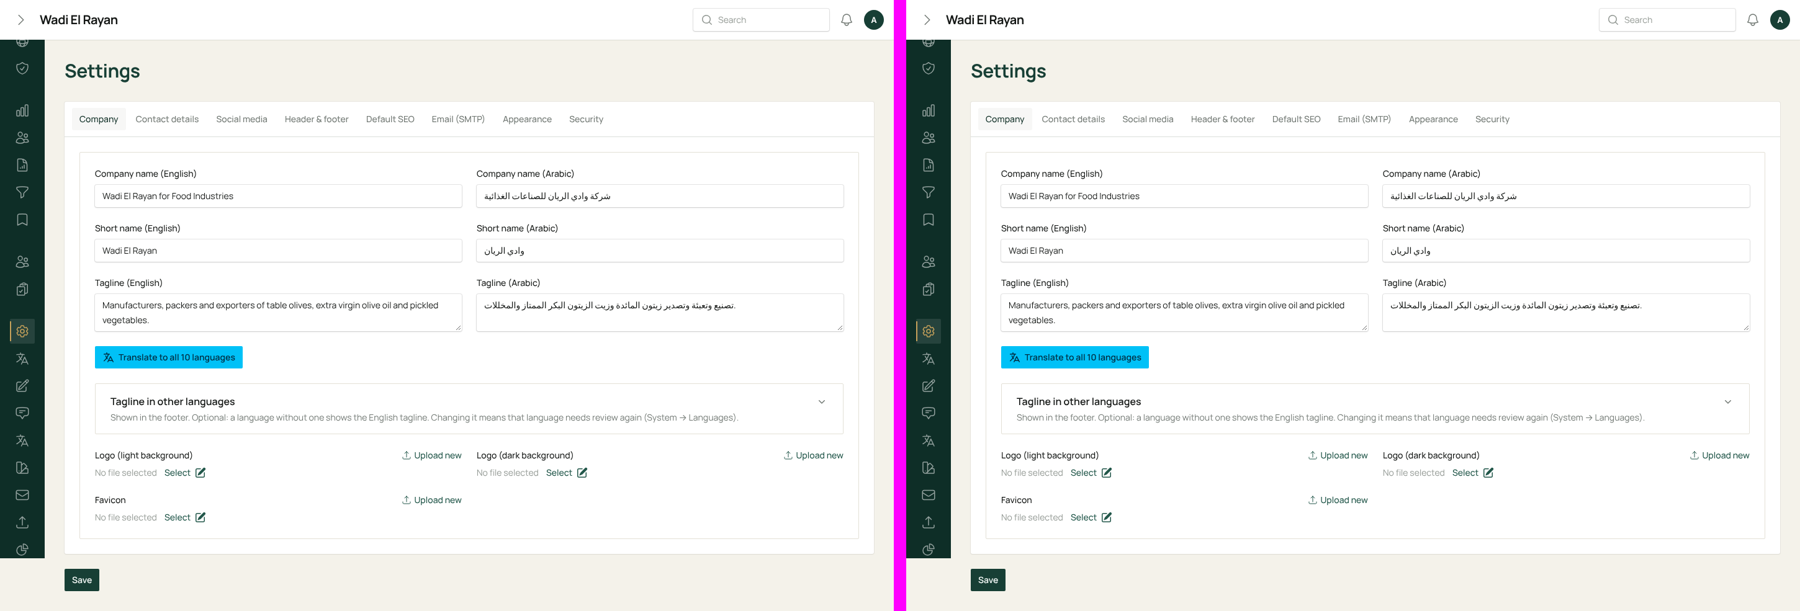 Wadi El Rayan
Search
A
Settings
Company
Contact details
Social media
Header & footer
Default SEO
Email (SMTP)
Appearance
Security
Company name (English)
Company name (Arabic)
Wadi El Rayan for Food Industries
شركة وادي الريان للصناعات الغذائية
Short name (English)
Short name (Arabic)
Wadi El Rayan
وادي الريان
Tagline (English)
Tagline (Arabic)
Manufacturers, packers and exporters of table olives, extra virgin olive oil and pickled
vegetables.
تصنيع وتعبئة وتصدير زيتون المائدة وزيت الزيتون البكر الممتاز والمخللات.
Translate to all 10 languages
Tagline in other languages
Shown in the footer. Optional: a language without one shows the English tagline. Changing it means that language needs review again (System → Languages).
Logo (light background)
Upload new
Logo (dark background)
Upload new
No file selected Select
No file selected Select
Favicon
Upload new
No file selected Select
Save
Wadi El Rayan
Search
A
Settings
Company
Contact details
Social media
Header & footer
Default SEO
Email (SMTP)
Appearance
Security
Company name (English)
Company name (Arabic)
Wadi El Rayan for Food Industries
شركة وادي الريان للصناعات الغذائية
Short name (English)
Short name (Arabic)
Wadi El Rayan
وادي الريان
Tagline (English)
Tagline (Arabic)
Manufacturers, packers and exporters of table olives, extra virgin olive oil and pickled
vegetables.
تصنيع وتعبئة وتصدير زيتون المائدة وزيت الزيتون البكر الممتاز والمخللات.
Translate to all 10 languages
Tagline in other languages
Shown in the footer. Optional: a language without one shows the English tagline. Changing it means that language needs review again (System → Languages).
Logo (light background)
Upload new
Logo (dark background)
Upload new
No file selected Select
No file selected Select
Favicon
Upload new
No file selected Select
Save